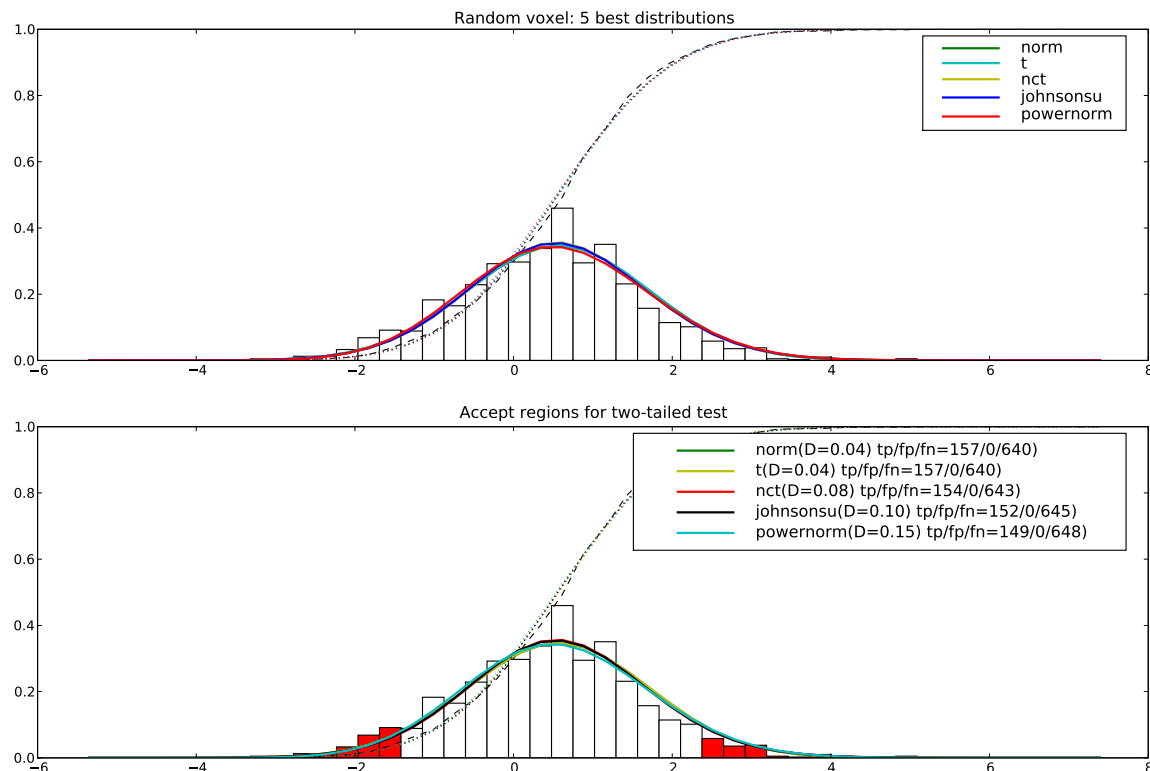 Random voxel: 5 best distributions
1.0
0.8
0.6
0.4
0.2
0.0
−6 −4 −2 0 2 4 6 8
norm
t
nct
johnsonsu
powernorm
Accept regions for two-tailed test
1.0
0.8
0.6
0.4
0.2
0.0
−6 −4 −2 0 2 4 6 8
norm(D=0.04) tp/fp/fn=157/0/640)
t(D=0.04) tp/fp/fn=157/0/640)
nct(D=0.08) tp/fp/fn=154/0/643)
johnsonsu(D=0.10) tp/fp/fn=152/0/645)
powernorm(D=0.15) tp/fp/fn=149/0/648)